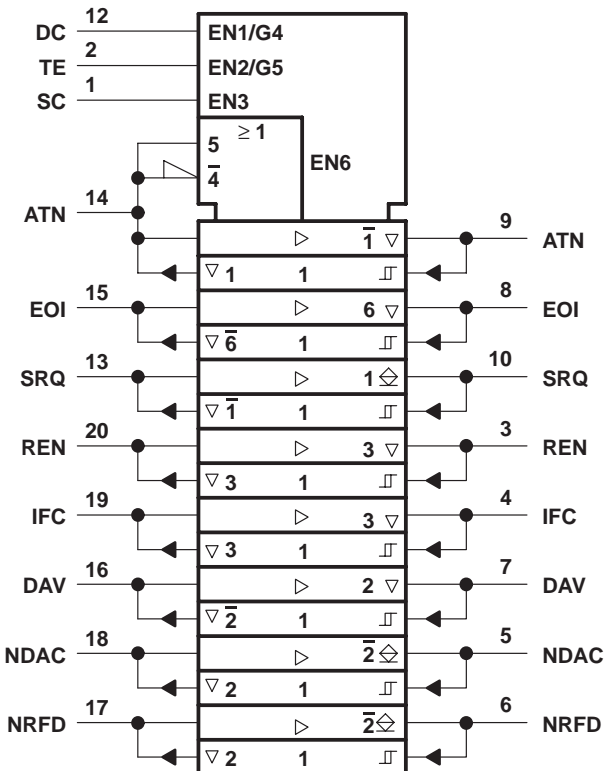 12
DC
EN1/G4
2
TE
EN2/G5
1
SC
EN3
≥ 1
5
4̅
EN6
14
ATN
▷ 1̅ ▽
9
ATN
▽ 1 1
15
EOI
▷ 6 ▽
8
EOI
▽ 6̅ 1
13
SRQ
▷ 1
10
SRQ
▽ 1̅ 1
20
REN
▷ 3 ▽
3
REN
▽ 3 1
19
IFC
▷ 3 ▽
4
IFC
▽ 3 1
16
DAV
▷ 2 ▽
7
DAV
▽ 2̅ 1
18
NDAC
▷ 2̅
5
NDAC
▽ 2 1
17
NRFD
▷ 2̅
6
NRFD
▽ 2 1